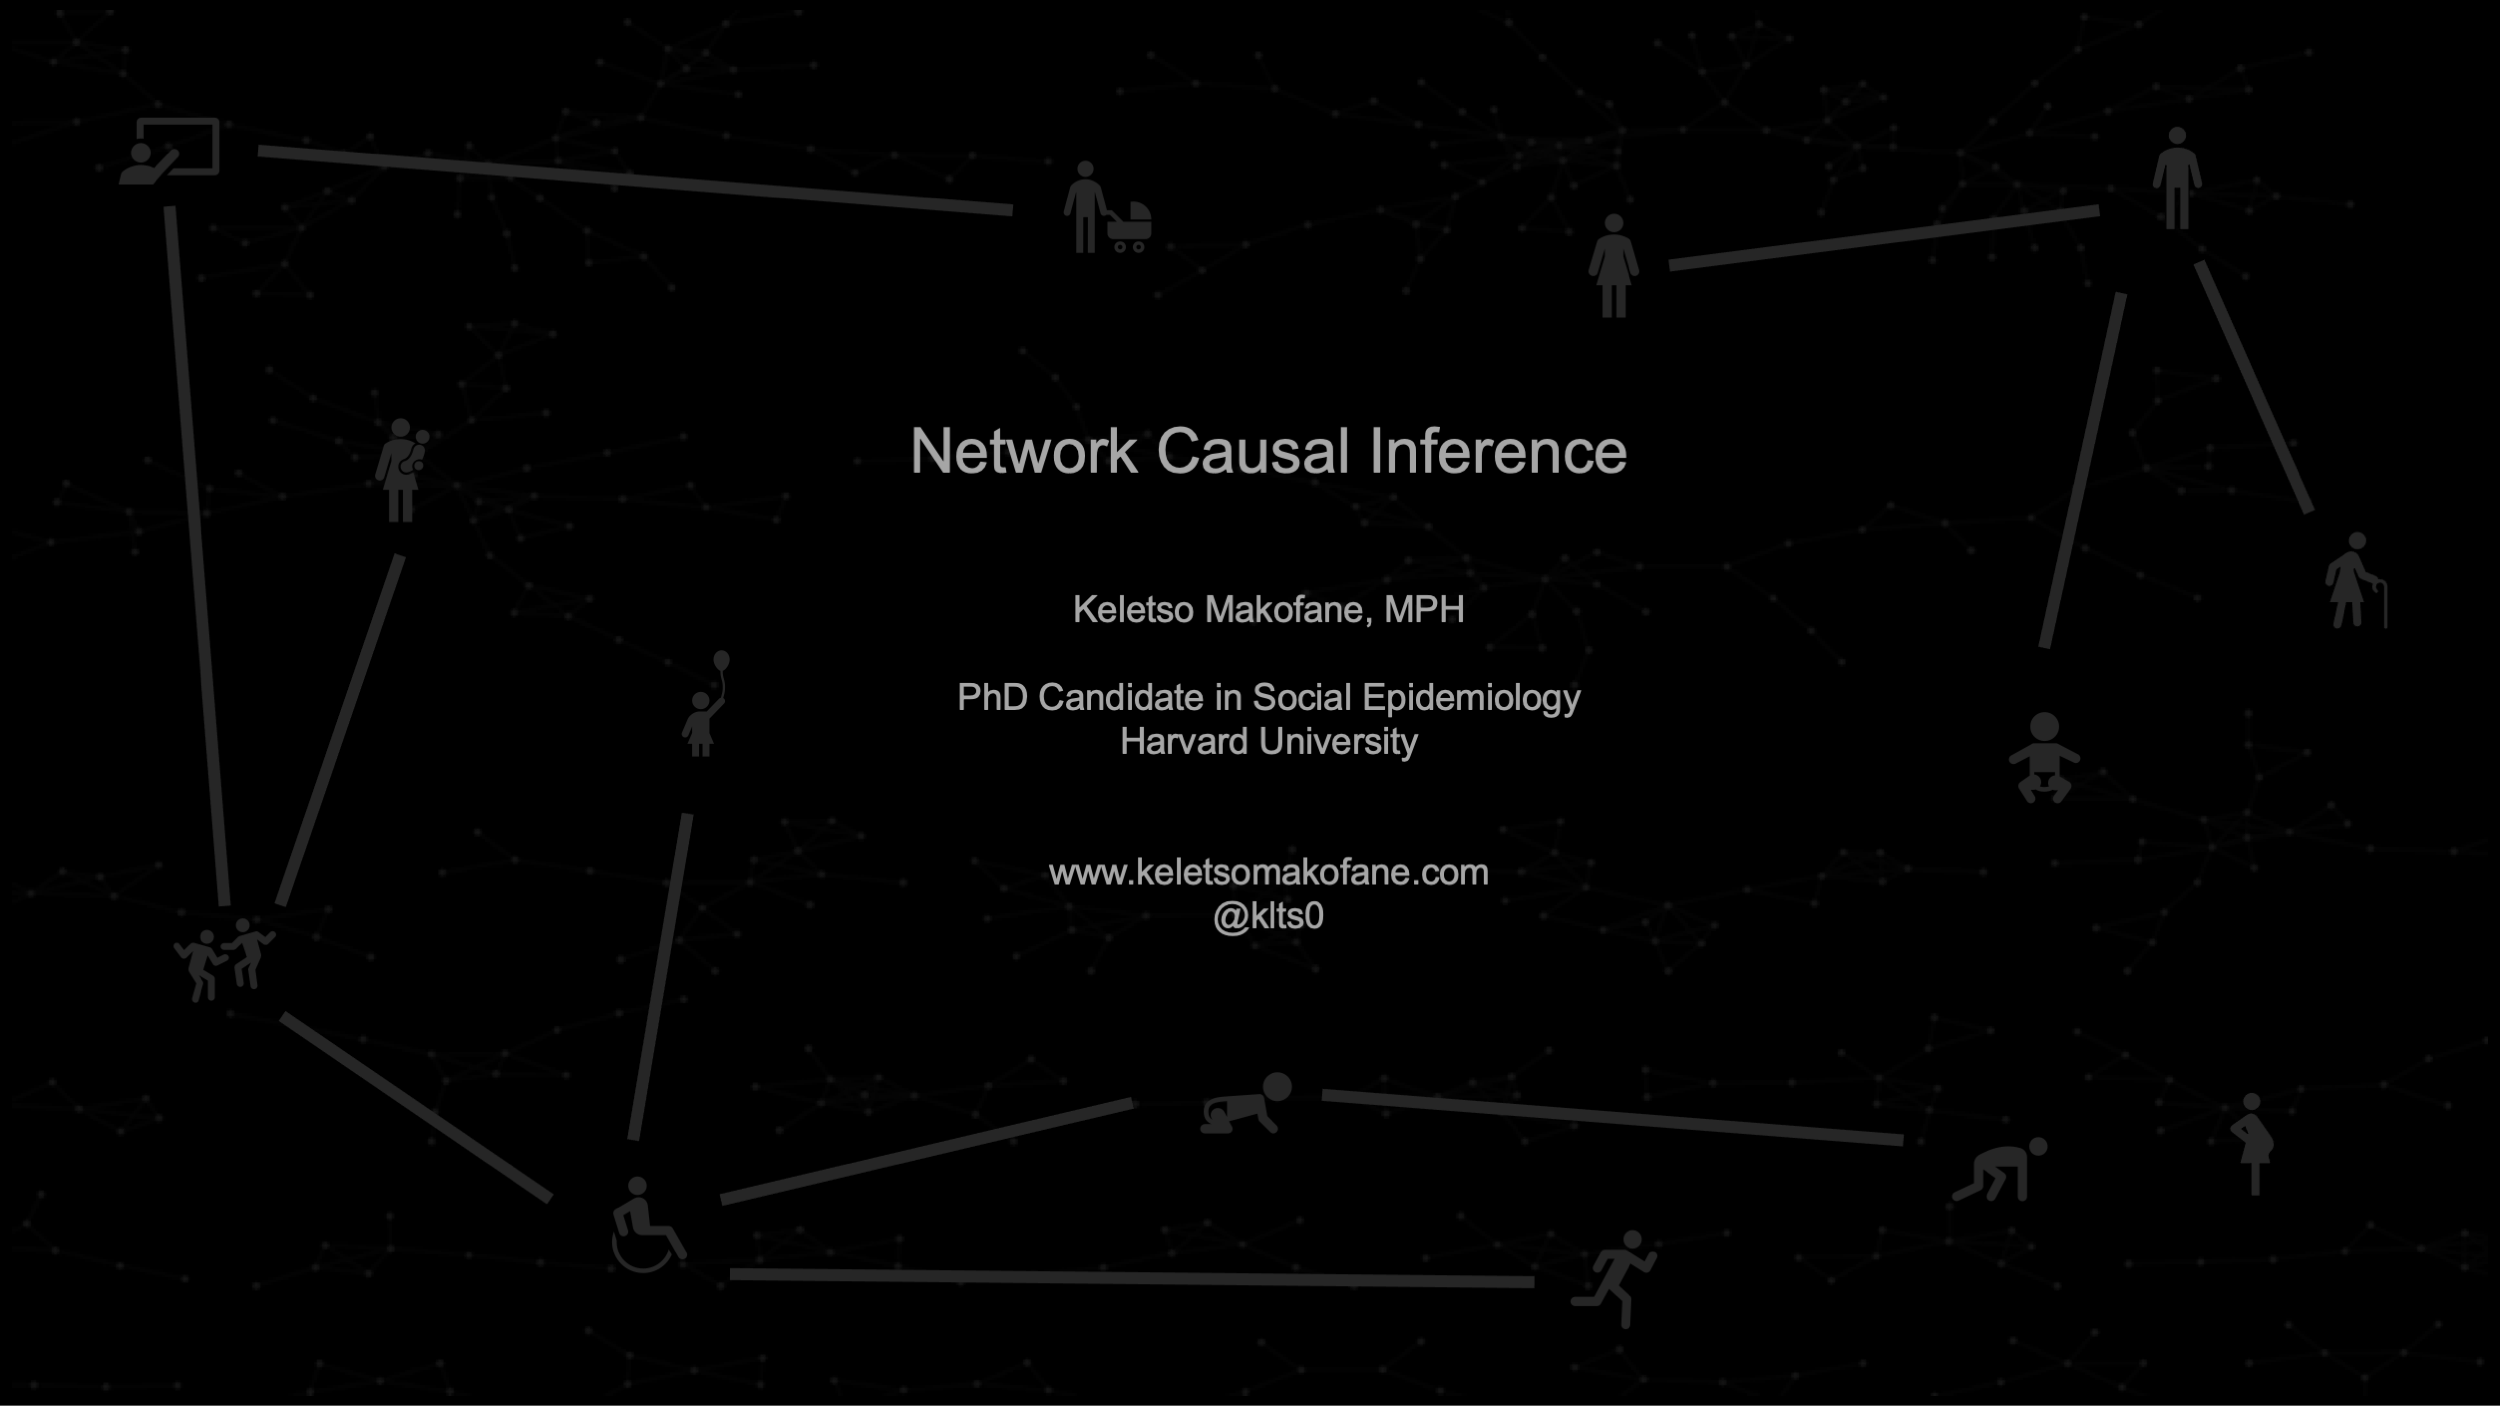 Network Causal Inference
Keletso Makofane, MPH
PhD Candidate in Social Epidemiology
Harvard University
www.keletsomakofane.com
@klts0